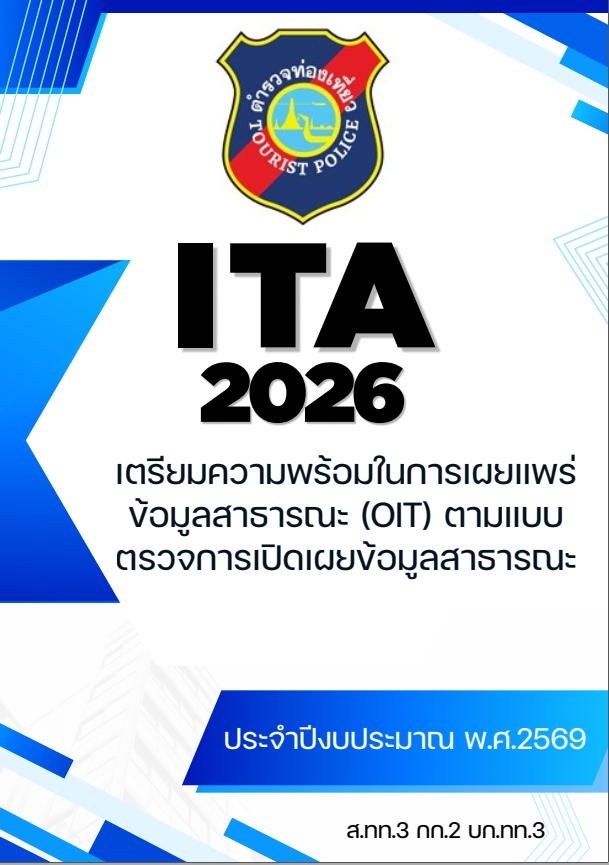 ตำรวจท่องเที่ยว
TOURIST POLICE
ITA
2026
เตรียมความพร้อมในการเผยแพร่
ข้อมูลสาธารณะ (OIT) ตามแบบ
ตรวจการเปิดเผยข้อมูลสาธารณะ
ประจำปีงบประมาณ พ.ศ.2569
ส.ทท.3 กก.2 บก.ทท.3